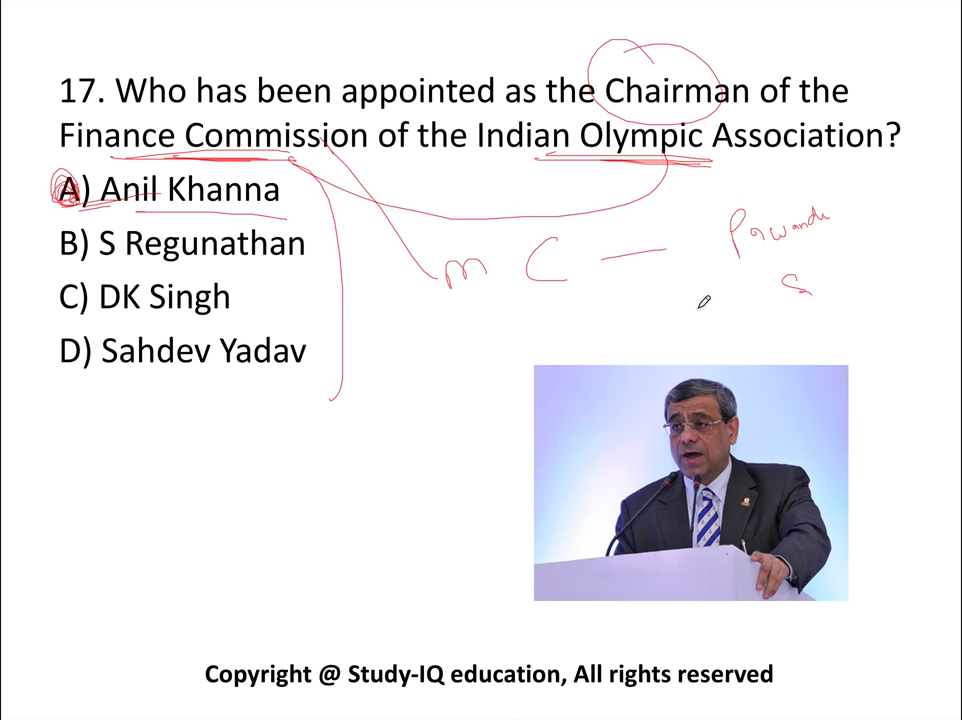 17. Who has been appointed as the Chairman of the
Finance Commission of the Indian Olympic Association?
A) Anil Khanna
B) S Regunathan
C) DK Singh
D) Sahdev Yadav
m C —
S
Copyright @ Study-IQ education, All rights reserved